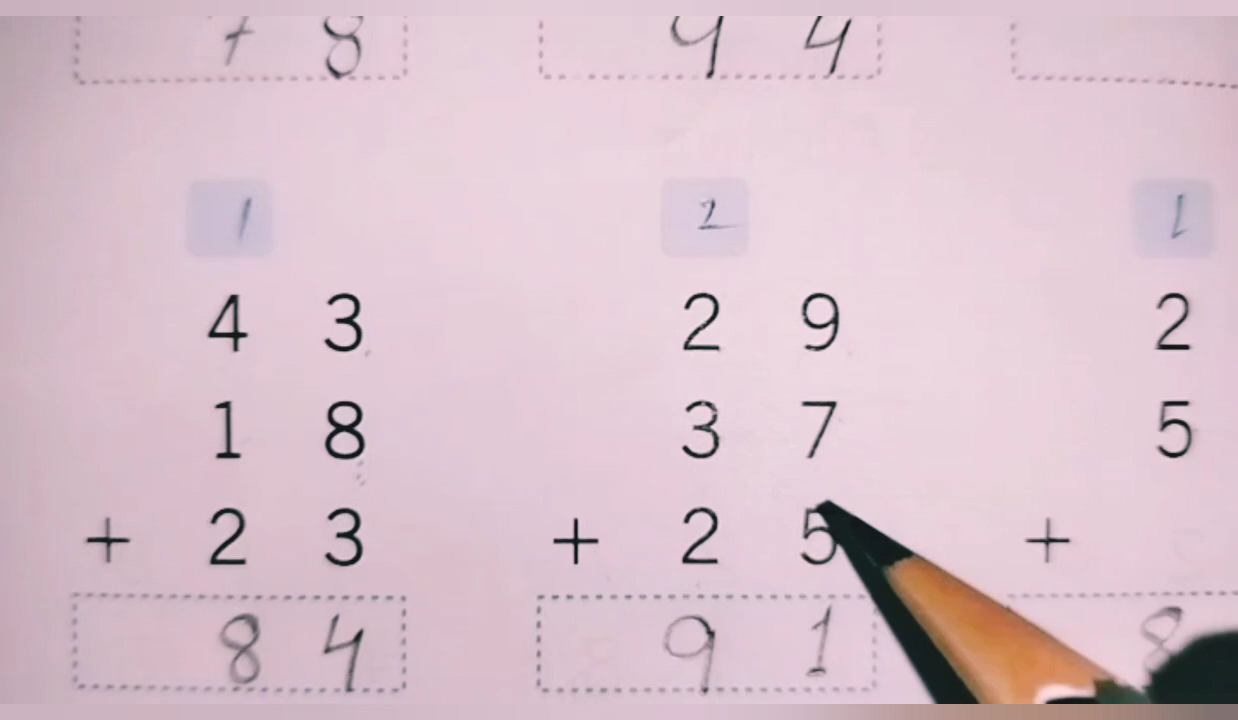 7 8 9 4
1 2 1
4 3 2 9 2
1 8 3 7 5
+ 2 3 + 2 5 +
8 4 9 1 8